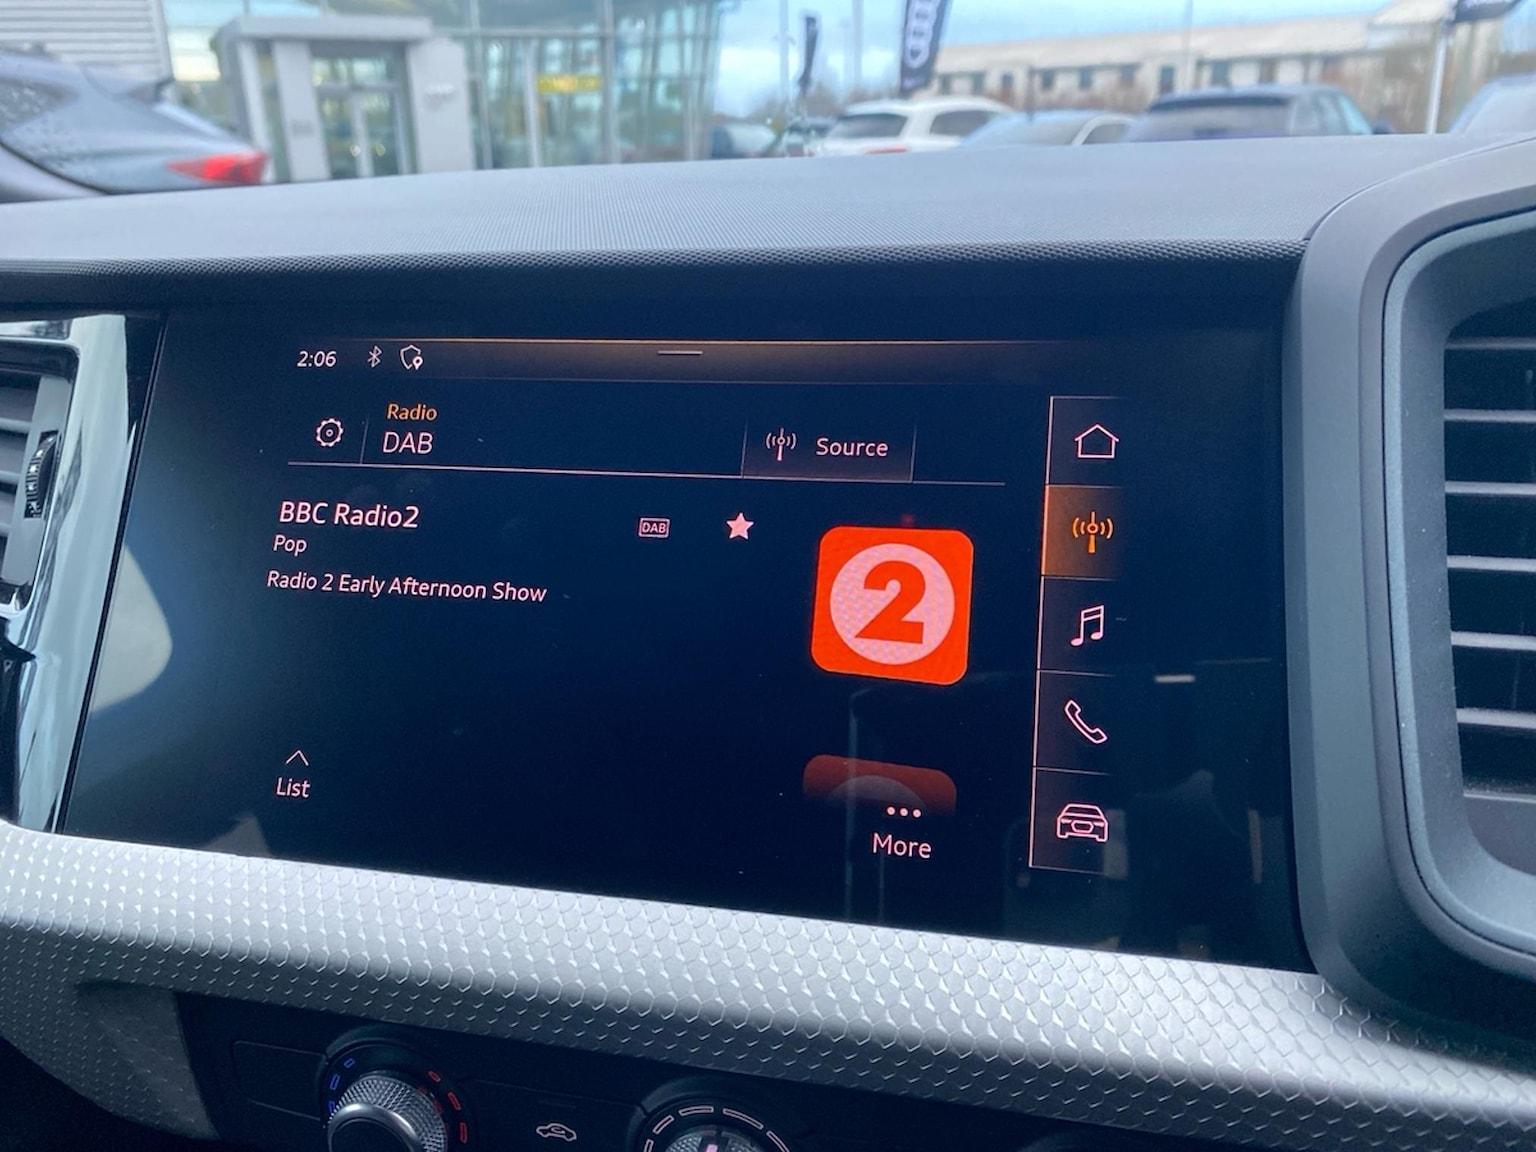 2:06
Radio
DAB
Source
BBC Radio2
DAB
Pop
Radio 2 Early Afternoon Show
2
List
More